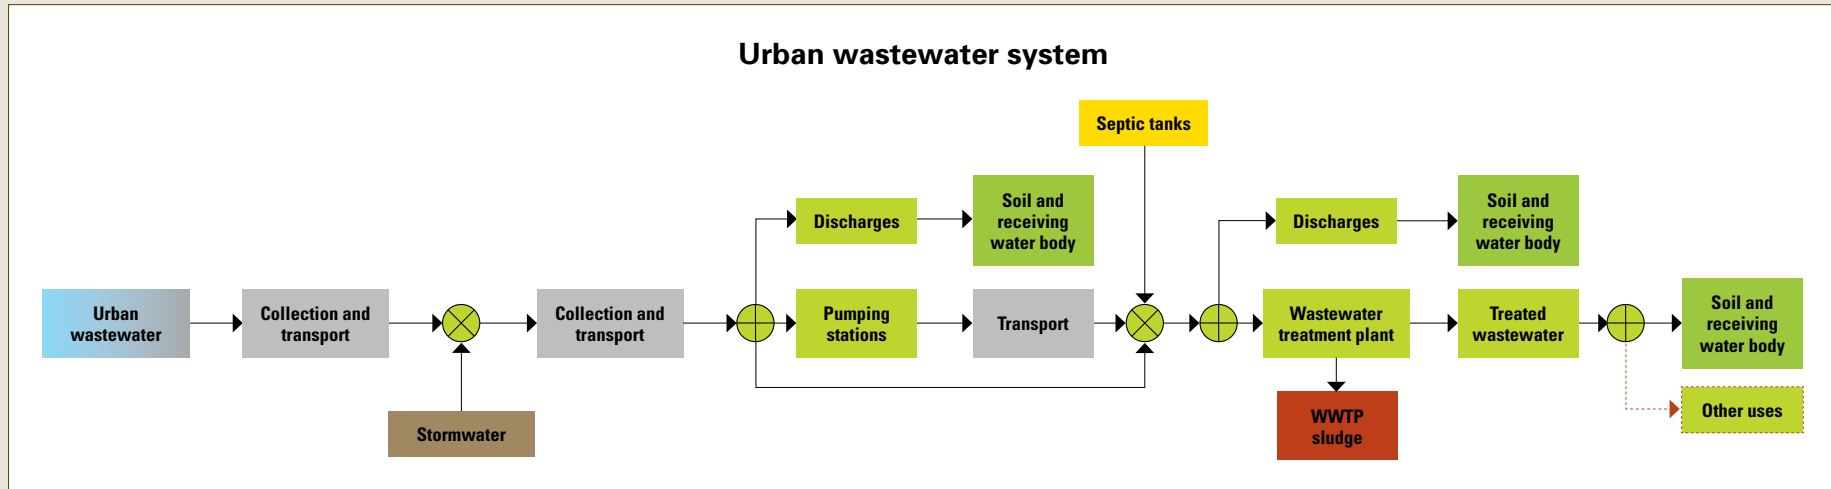 Urban wastewater system
Septic tanks
Discharges
Soil and
receiving
water body
Discharges
Soil and
receiving
water body
Urban
wastewater
Collection and
transport
Collection and
transport
Pumping
stations
Transport
Wastewater
treatment plant
Treated
wastewater
Soil and
receiving
water body
Stormwater
WWTP
sludge
Other uses